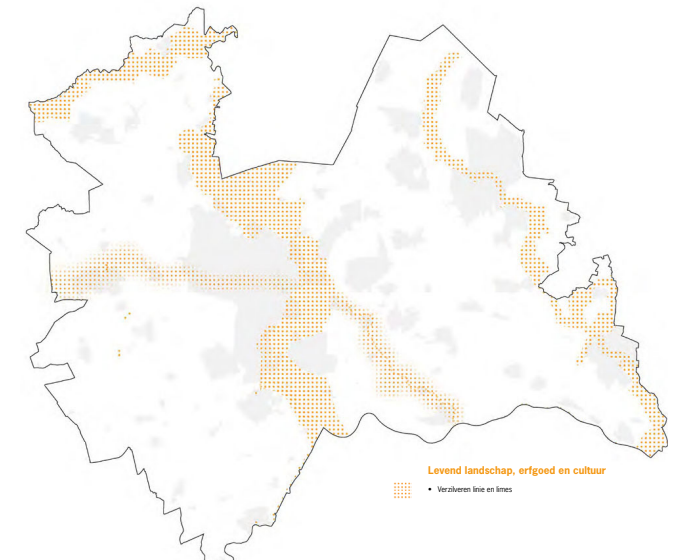 Levend landschap, erfgoed en cultuur
• Verzilveren linie en limes